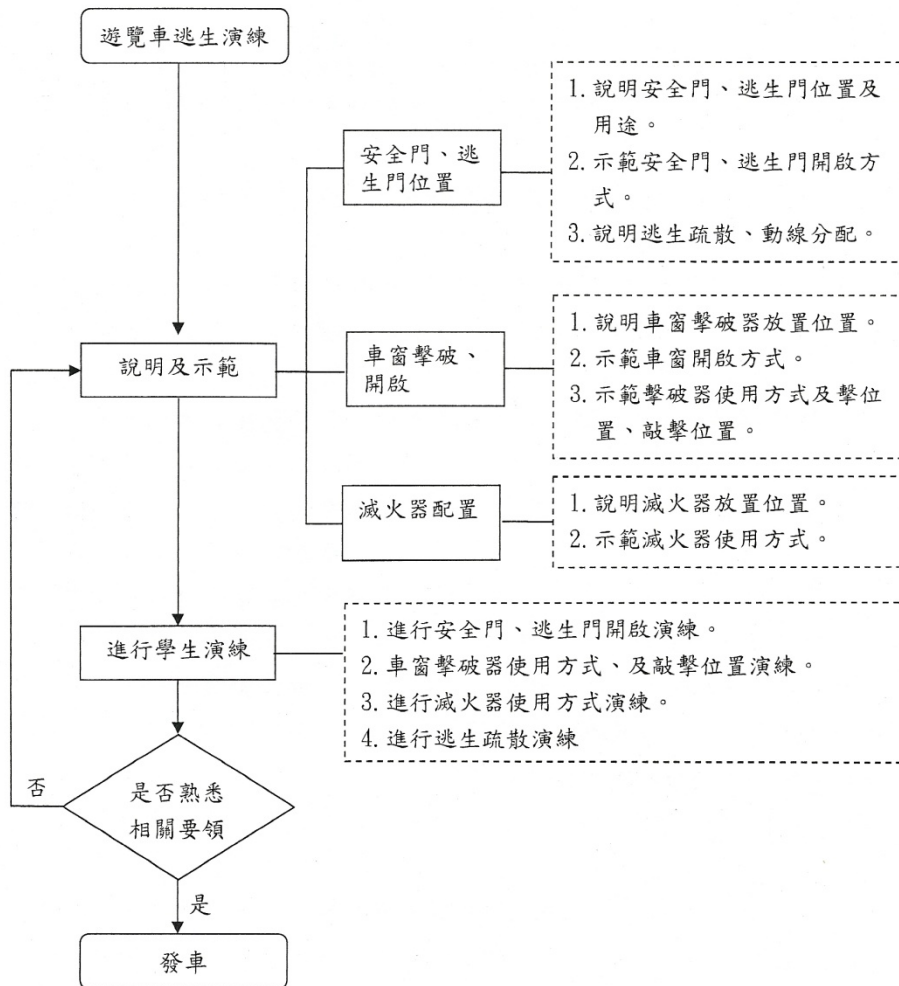 遊覽車逃生演練
說明及示範
安全門、逃
生門位置
1. 說明安全門、逃生門位置及
用途。
2. 示範安全門、逃生門開啟方
式。
3. 說明逃生疏散、動線分配。
車窗擊破、
開啟
1. 說明車窗擊破器放置位置。
2. 示範車窗開啟方式。
3. 示範擊破器使用方式及擊位
置、敲擊位置。
滅火器配置
1. 說明滅火器放置位置。
2. 示範滅火器使用方式。
進行學生演練
1. 進行安全門、逃生門開啟演練。
2. 車窗擊破器使用方式、及敲擊位置演練。
3. 進行滅火器使用方式演練。
4. 進行逃生疏散演練
是否熟悉
相關要領
否
是
發車